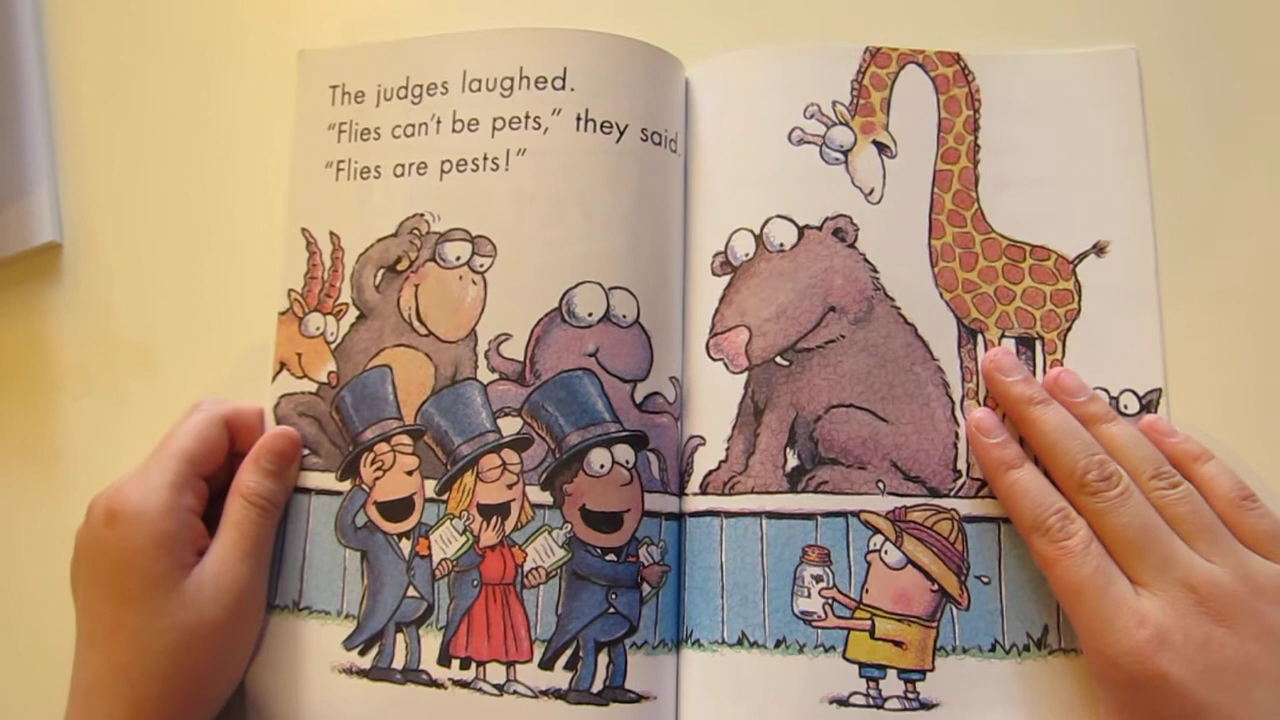 The judges laughed.
"Flies can't be pets," they said.
"Flies are pests!"